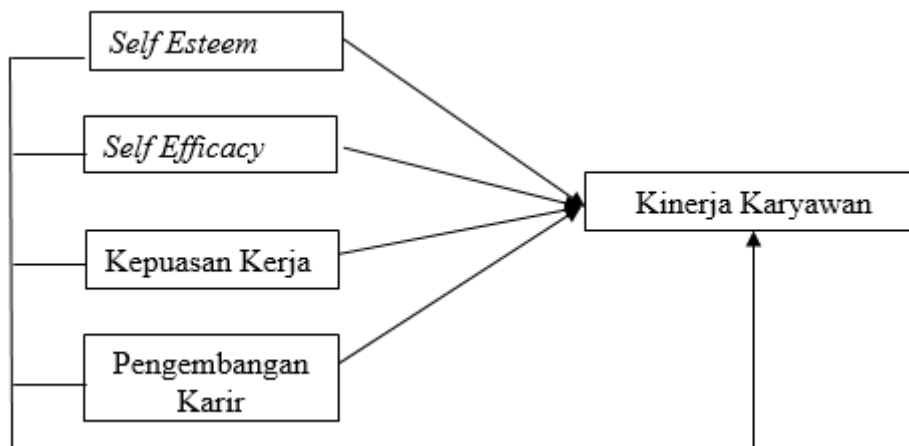 Self Esteem
Self Efficacy
Kepuasan Kerja
Pengembangan
Karir
Kinerja Karyawan